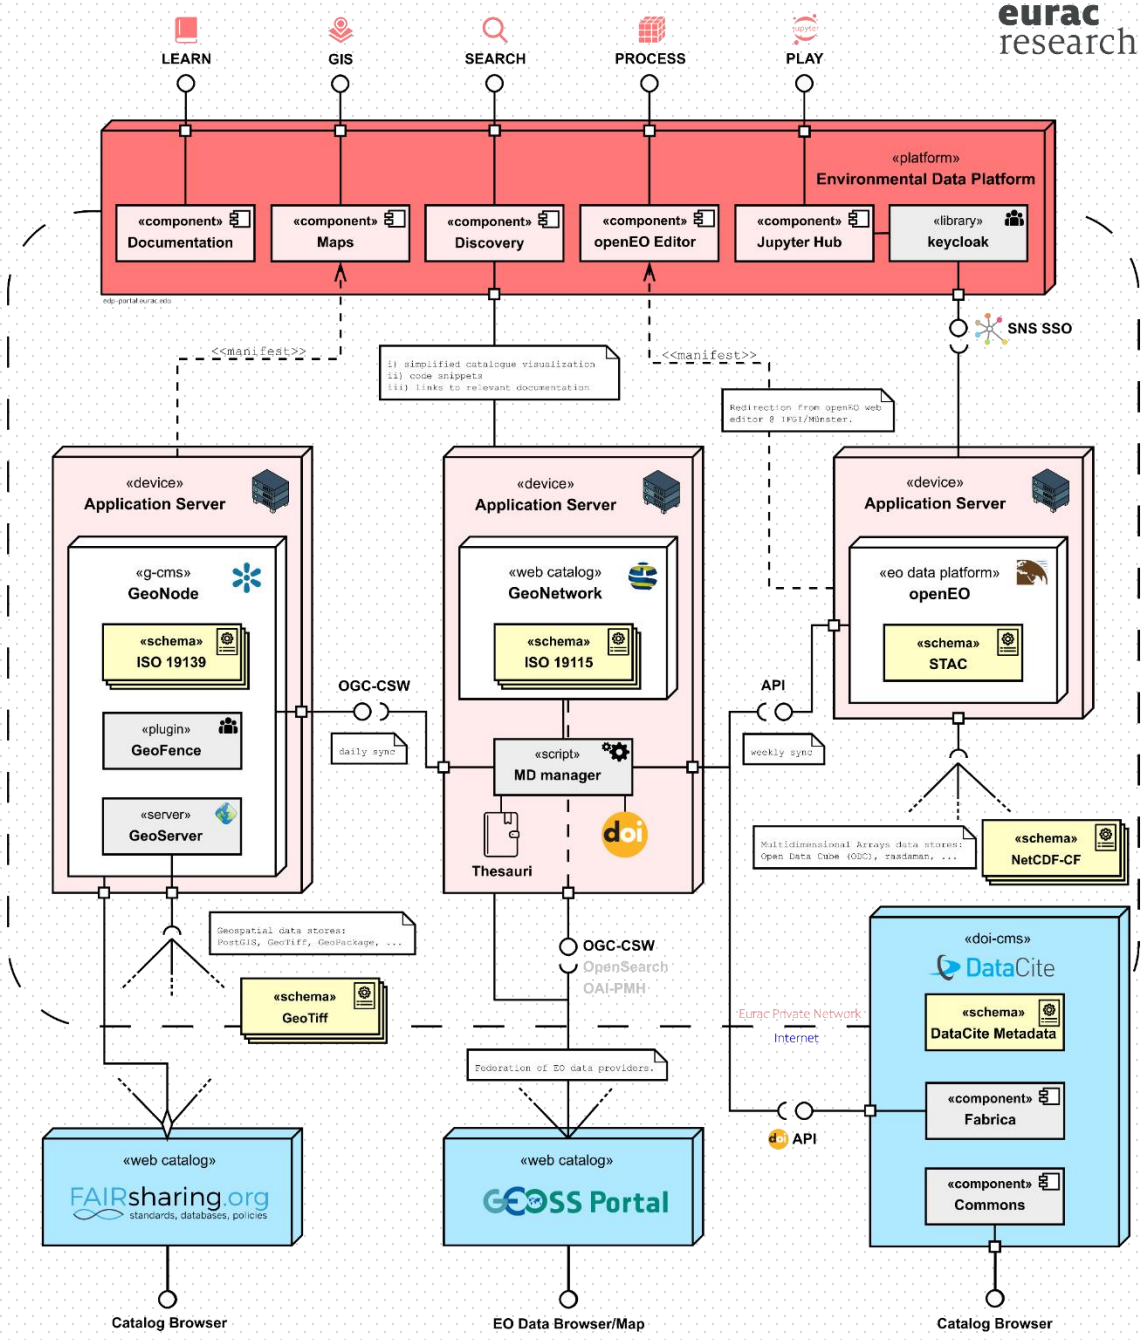 eurac
research
LEARN
GIS
SEARCH
PROCESS
jupyter
PLAY
«platform»
Environmental Data Platform
«component»
Documentation
«component»
Maps
«component»
Discovery
«component»
openEO Editor
«component»
Jupyter Hub
«library»
keycloak
edp-portal.eurac.edu
SNS SSO
<<manifest>>
i) simplified catalogue visualization
ii) code snippets
iii) links to relevant documentation
<<manifest>>
Redirection from openEO web
editor @ IFGI/Münster.
«device»
Application Server
«device»
Application Server
«device»
Application Server
«g-cms»
GeoNode
«web catalog»
GeoNetwork
«eo data platform»
openEO
«schema»
ISO 19139
«schema»
ISO 19115
«schema»
STAC
OGC-CSW
API
daily sync
weekly sync
«plugin»
GeoFence
«script»
MD manager
«server»
GeoServer
Thesauri
doi
Multidimensional Arrays data stores:
Open Data Cube (ODC), rasdaman, ...
«schema»
NetCDF-CF
Geospatial data stores:
PostGIS, GeoTiff, GeoPackage, ...
OGC-CSW
OpenSearch
OAI-PMH
«doi-cms»
DataCite
«schema»
GeoTiff
Eurac Private Network
Internet
«schema»
DataCite Metadata
Federation of EO data providers.
«component»
Fabrica
doi API
«web catalog»
FAIRsharing.org
standards, databases, policies
«web catalog»
GEOSS Portal
«component»
Commons
Catalog Browser
EO Data Browser/Map
Catalog Browser